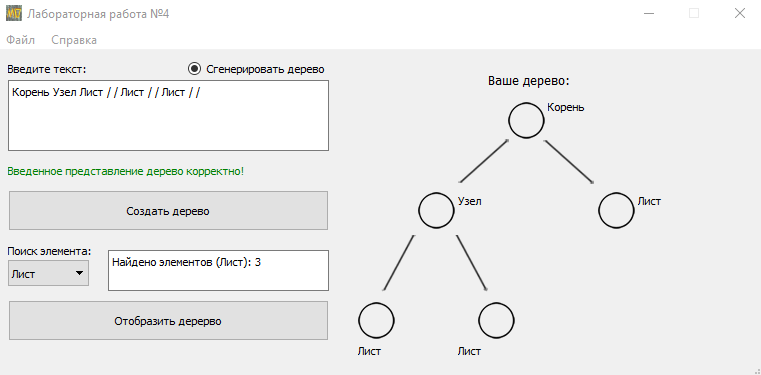 Лабораторная работа №4
Файл Справка
Введите текст:
Сгенерировать дерево
Корень Узел Лист / / Лист / / Лист / /
Введенное представление дерево корректно!
Создать дерево
Поиск элемента:
Лист
Найдено элементов (Лист): 3
Отобразить дерерво
Ваше дерево:
Корень
Узел
Лист
Лист
Лист